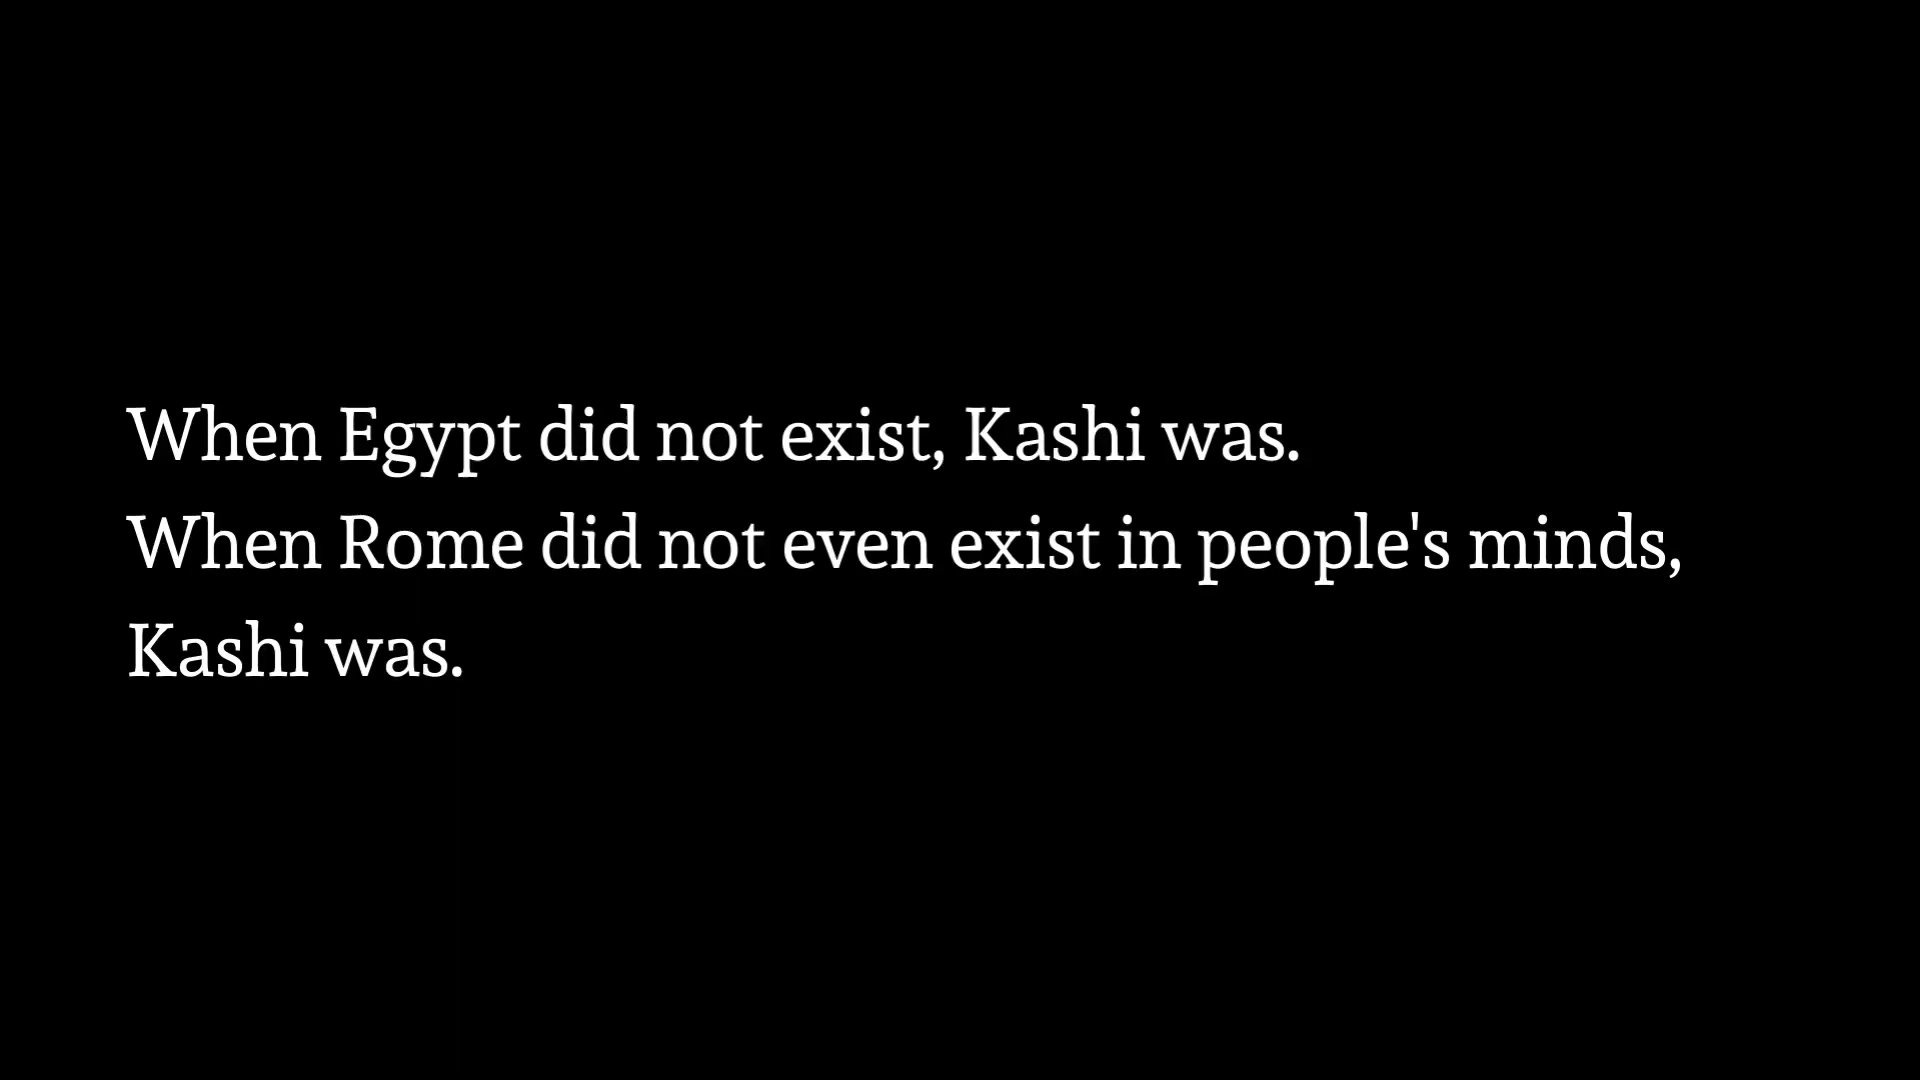 When Egypt did not exist, Kashi was.
When Rome did not even exist in people's minds,
Kashi was.